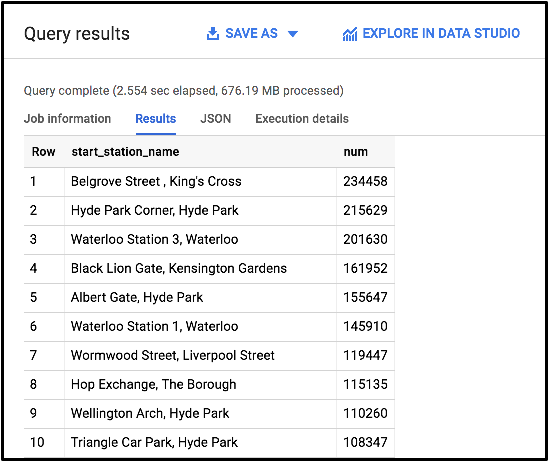 Query results SAVE AS EXPLORE IN DATA STUDIO
Query complete (2.554 sec elapsed, 676.19 MB processed)
Job information Results JSON Execution details
Row start_station_name num
1 Belgrove Street , King's Cross 234458
2 Hyde Park Corner, Hyde Park 215629
3 Waterloo Station 3, Waterloo 201630
4 Black Lion Gate, Kensington Gardens 161952
5 Albert Gate, Hyde Park 155647
6 Waterloo Station 1, Waterloo 145910
7 Wormwood Street, Liverpool Street 119447
8 Hop Exchange, The Borough 115135
9 Wellington Arch, Hyde Park 110260
10 Triangle Car Park, Hyde Park 108347